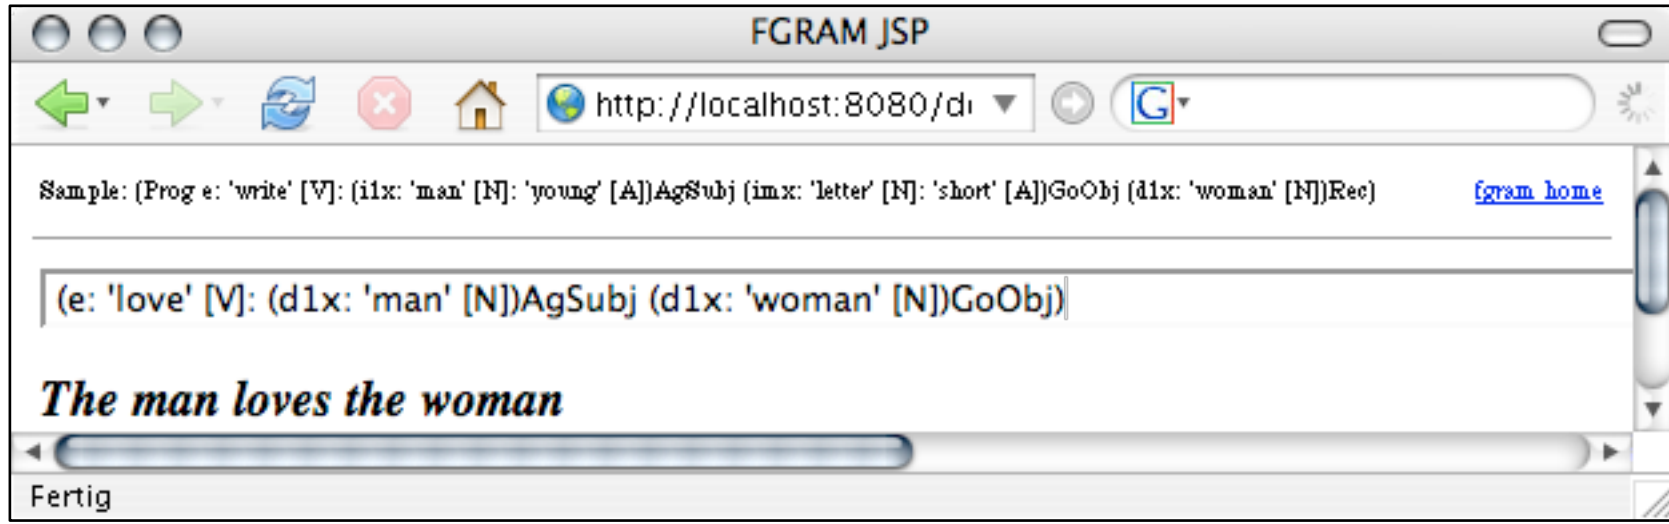 FGRAM JSP
http://localhost:8080/d
G
Sample: (Prog e: 'write' [V]: (i1x: 'man' [N]: 'young' [A])AgSubj (imx: 'letter' [N]: 'short' [A])GoObj (d1x: 'woman' [N])Rec) fgram home
(e: 'love' [V]: (d1x: 'man' [N])AgSubj (d1x: 'woman' [N])GoObj)
The man loves the woman
Fertig